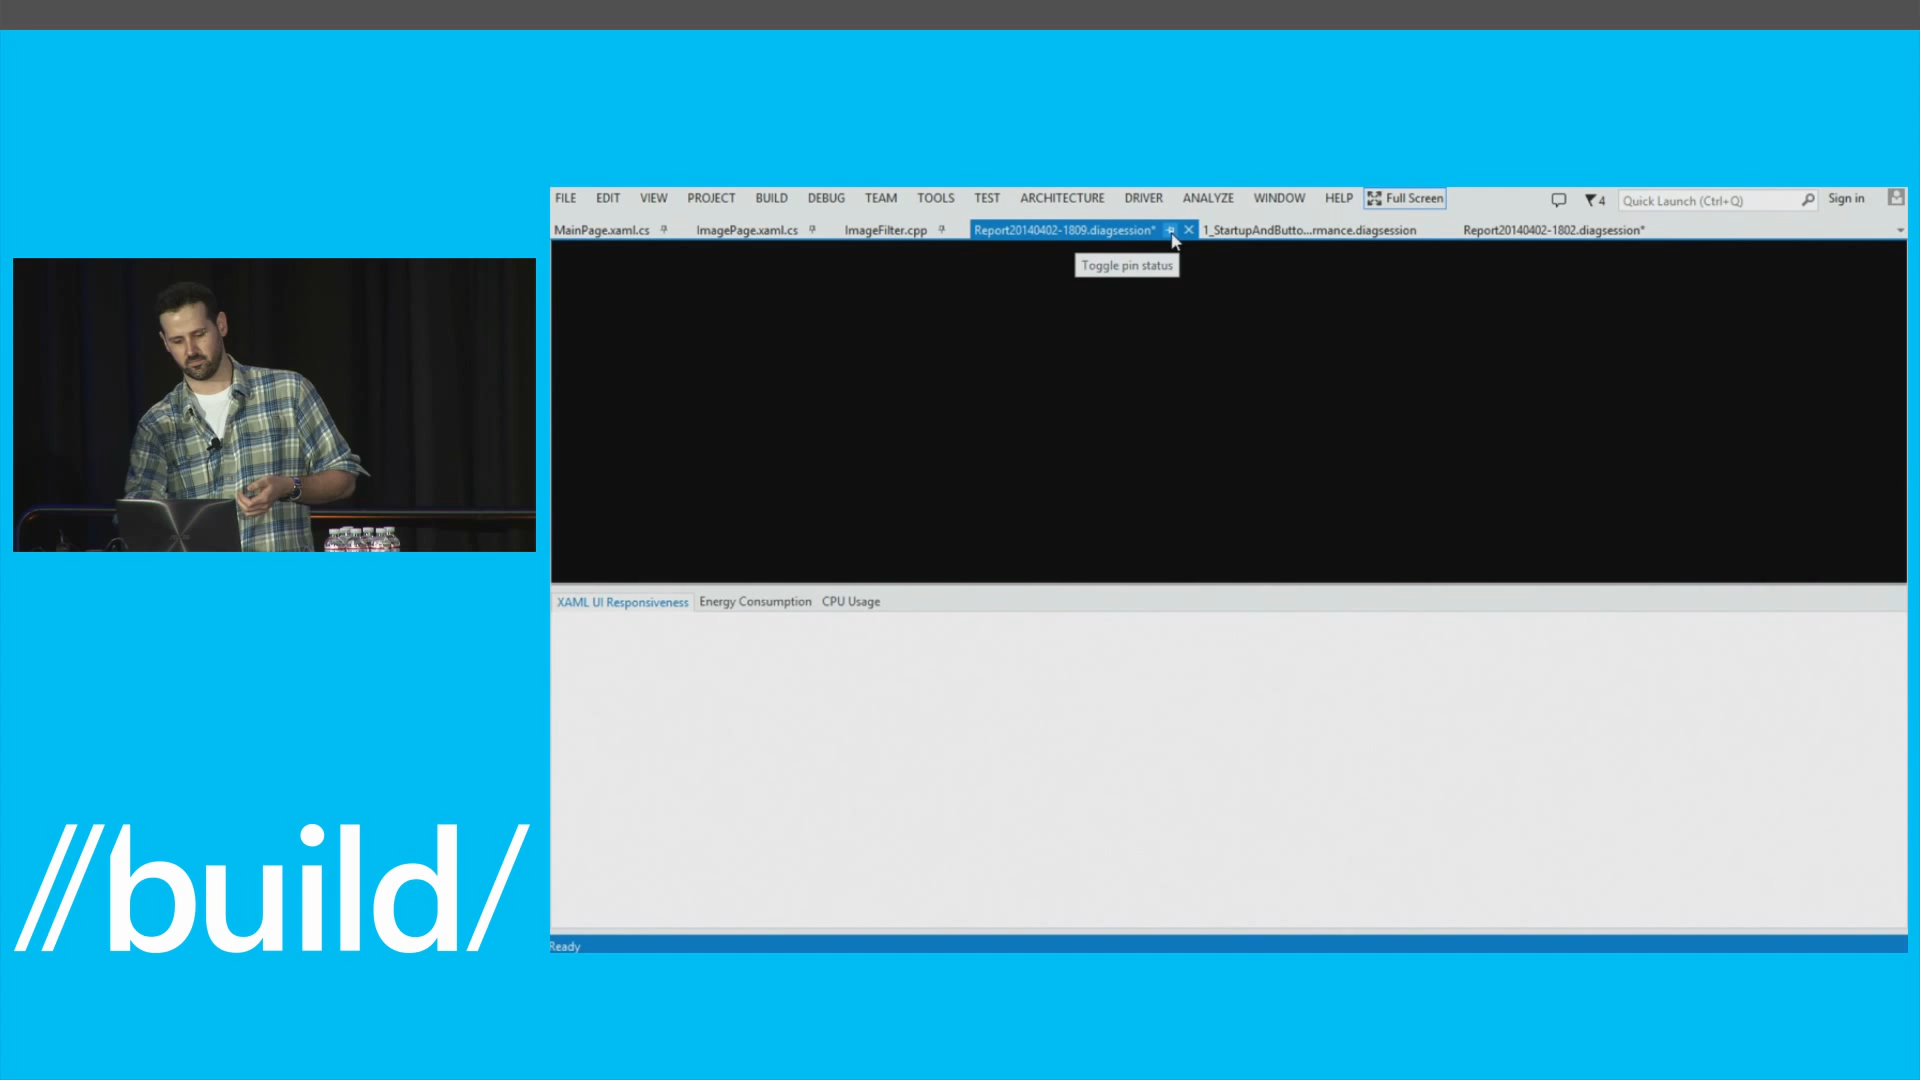 FILE EDIT VIEW PROJECT BUILD DEBUG TEAM TOOLS TEST ARCHITECTURE DRIVER ANALYZE WINDOW HELP Full Screen 4 Quick Launch (Ctrl+Q) Sign in
MainPage.xaml.cs ImagePage.xaml.cs ImageFilter.cpp Report20140402-1809.diagsession* 1_StartupAndButto...rmance.diagsession Report20140402-1802.diagsession*
Toggle pin status
XAML UI Responsiveness Energy Consumption CPU Usage
//build/
Ready